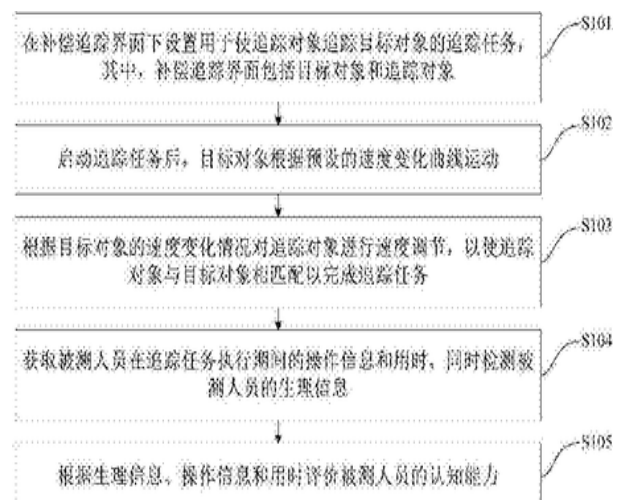 S101
在补偿追踪界面下设置用于使追踪对象追踪目标对象的追踪任务，
其中，补偿追踪界面包括目标对象和追踪对象
S102
启动追踪任务后，目标对象根据预设的速度变化曲线运动
S103
根据目标对象的速度变化情况对追踪对象进行速度调节，以使追踪
对象与目标对象相匹配以完成追踪任务
S104
获取被测人员在追踪任务执行期间的操作信息和用时，同时检测被
测人员的生理信息
S105
根据生理信息、操作信息和用时评价被测人员的认知能力